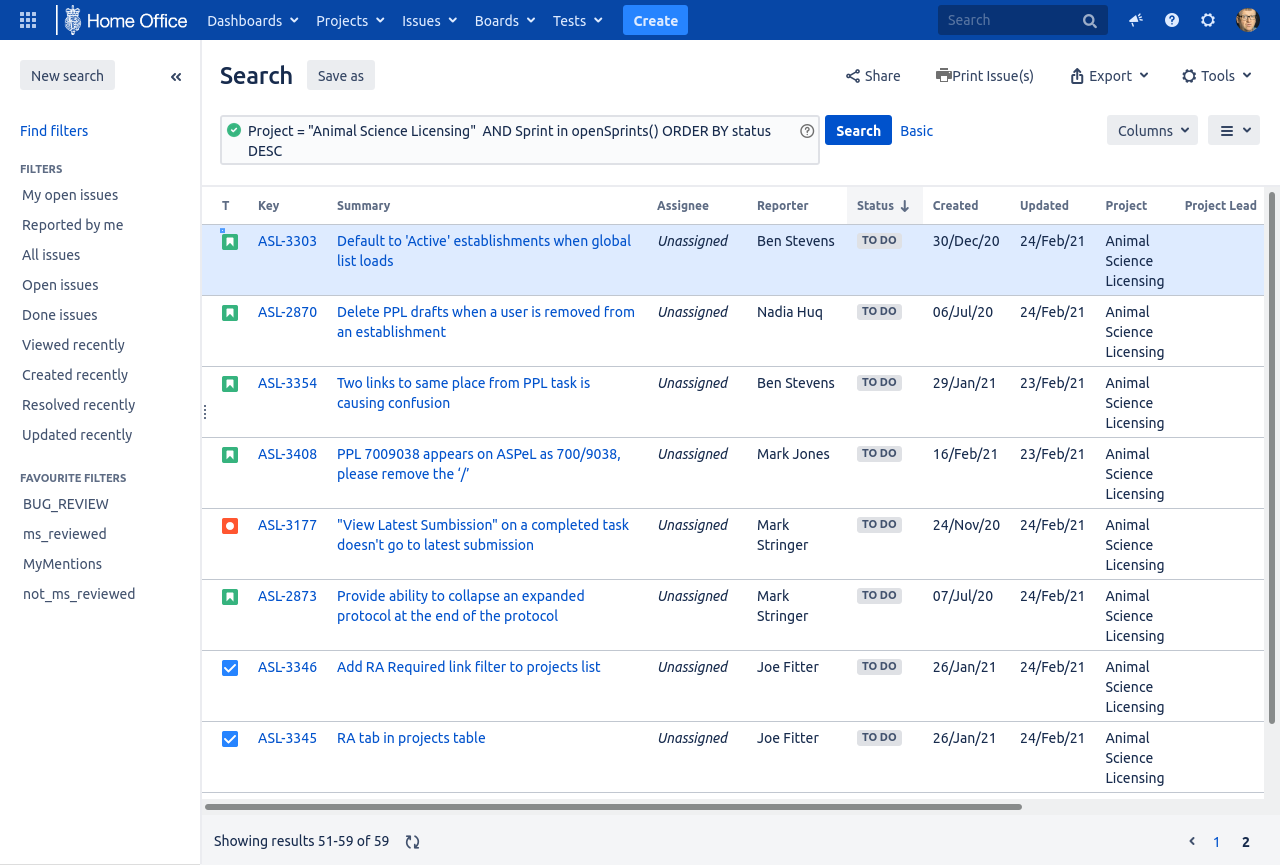 Home Office Dashboards Projects Issues Boards Tests Create Search
New search
Find filters
FILTERS
My open issues
Reported by me
All issues
Open issues
Done issues
Viewed recently
Created recently
Resolved recently
Updated recently
FAVOURITE FILTERS
BUG_REVIEW
ms_reviewed
MyMentions
not_ms_reviewed
Search Save as Share Print Issue(s) Export Tools
Project = "Animal Science Licensing"  AND Sprint in openSprints() ORDER BY status
DESC
Search Basic Columns
T Key Summary Assignee Reporter Status Created Updated Project Project Lead
ASL-3303 Default to 'Active' establishments when global Unassigned Ben Stevens TO DO 30/Dec/20 24/Feb/21 Animal
list loads Science
Licensing
ASL-2870 Delete PPL drafts when a user is removed from Unassigned Nadia Huq TO DO 06/Jul/20 24/Feb/21 Animal
an establishment Science
Licensing
ASL-3354 Two links to same place from PPL task is Unassigned Ben Stevens TO DO 29/Jan/21 23/Feb/21 Animal
causing confusion Science
Licensing
ASL-3408 PPL 7009038 appears on ASPeL as 700/9038, Unassigned Mark Jones TO DO 16/Feb/21 23/Feb/21 Animal
please remove the ‘/’ Science
Licensing
ASL-3177 "View Latest Sumbission" on a completed task Unassigned Mark TO DO 24/Nov/20 24/Feb/21 Animal
doesn't go to latest submission Stringer Science
Licensing
ASL-2873 Provide ability to collapse an expanded Unassigned Mark TO DO 07/Jul/20 24/Feb/21 Animal
protocol at the end of the protocol Stringer Science
Licensing
ASL-3346 Add RA Required link filter to projects list Unassigned Joe Fitter TO DO 26/Jan/21 24/Feb/21 Animal
Science
Licensing
ASL-3345 RA tab in projects table Unassigned Joe Fitter TO DO 26/Jan/21 24/Feb/21 Animal
Science
Licensing
Showing results 51-59 of 59 1 2